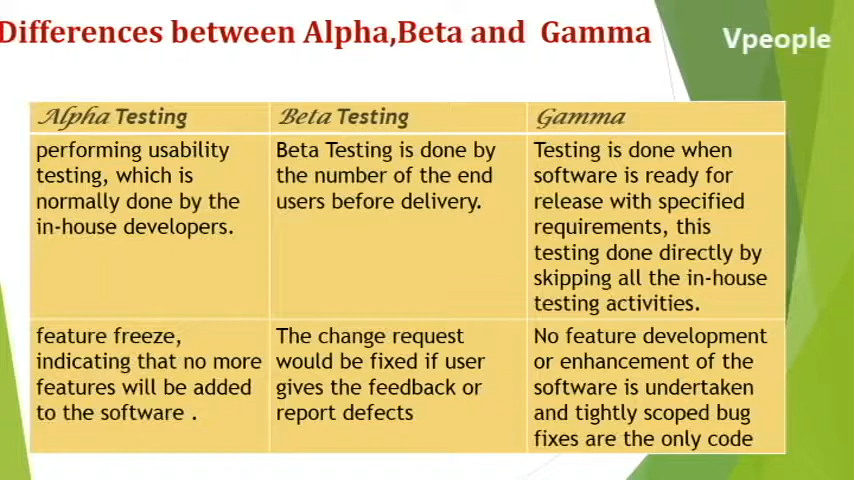 Differences between Alpha,Beta and Gamma
Vpeople
Alpha Testing
Beta Testing
Gamma
performing usability
testing, which is
normally done by the
in-house developers.
Beta Testing is done by
the number of the end
users before delivery.
Testing is done when
software is ready for
release with specified
requirements, this
testing done directly by
skipping all the in-house
testing activities.
feature freeze,
indicating that no more
features will be added
to the software .
The change request
would be fixed if user
gives the feedback or
report defects
No feature development
or enhancement of the
software is undertaken
and tightly scoped bug
fixes are the only code